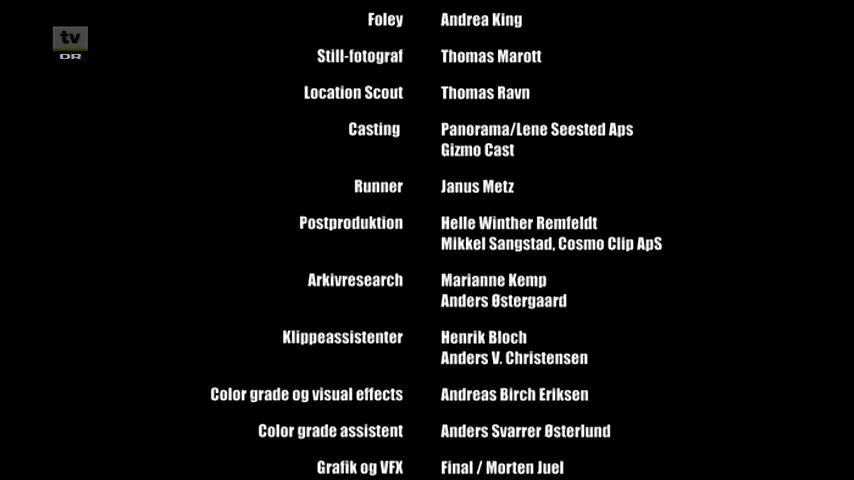 tv
DR
Foley Andrea King
Still-fotograf Thomas Marott
Location Scout Thomas Ravn
Casting Panorama/Lene Seested Aps
Gizmo Cast
Runner Janus Metz
Postproduktion Helle Winther Remfeldt
Mikkel Sangstad, Cosmo Clip ApS
Arkivresearch Marianne Kemp
Anders Østergaard
Klippeassistenter Henrik Bloch
Anders V. Christensen
Color grade og visual effects Andreas Birch Eriksen
Color grade assistent Anders Svarrer Østerlund
Grafik og VFX Final / Morten Juel